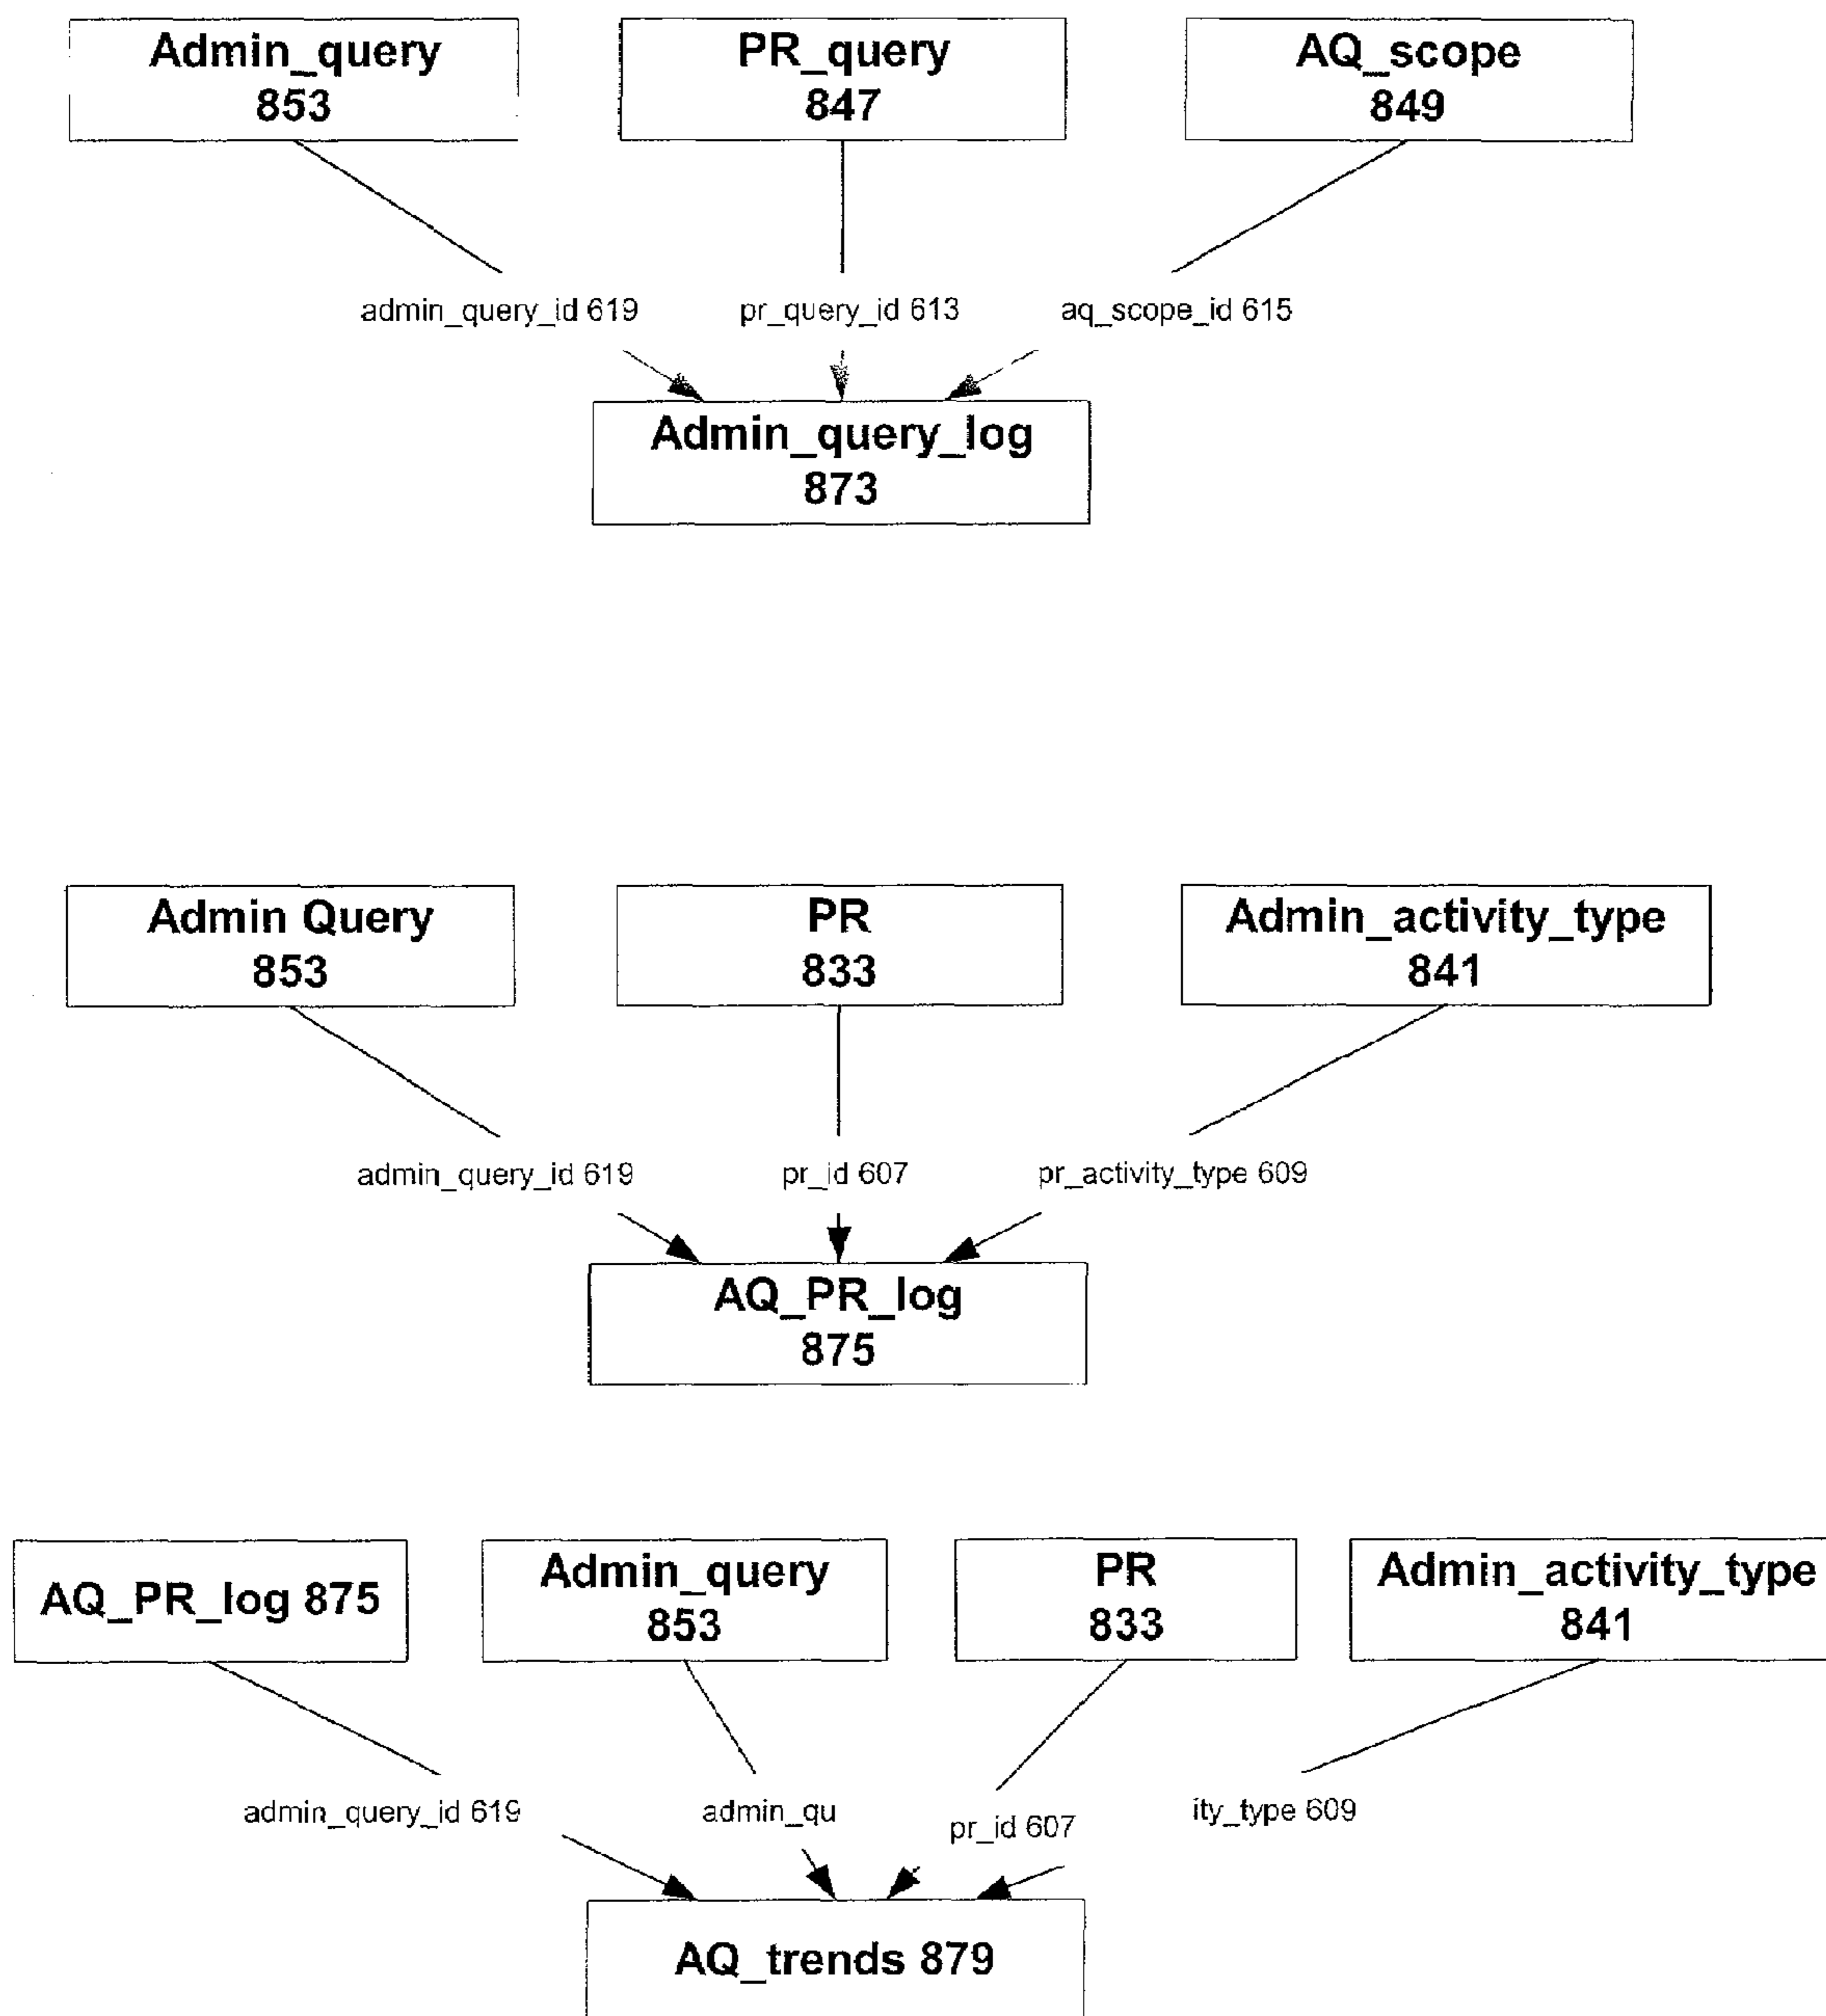 Admin_query
853
PR_query
847
AQ_scope
849
admin_query_id 619
pr_query_id 613
aq_scope_id 615
Admin_query_log
873
Admin Query
853
PR
833
Admin_activity_type
841
admin_query_id 619
pr_id 607
pr_activity_type 609
AQ_PR_log
875
AQ_PR_log 875
Admin_query
853
PR
833
Admin_activity_type
841
admin_query_id 619
admin_qu
pr_id 607
ity_type 609
AQ_trends 879